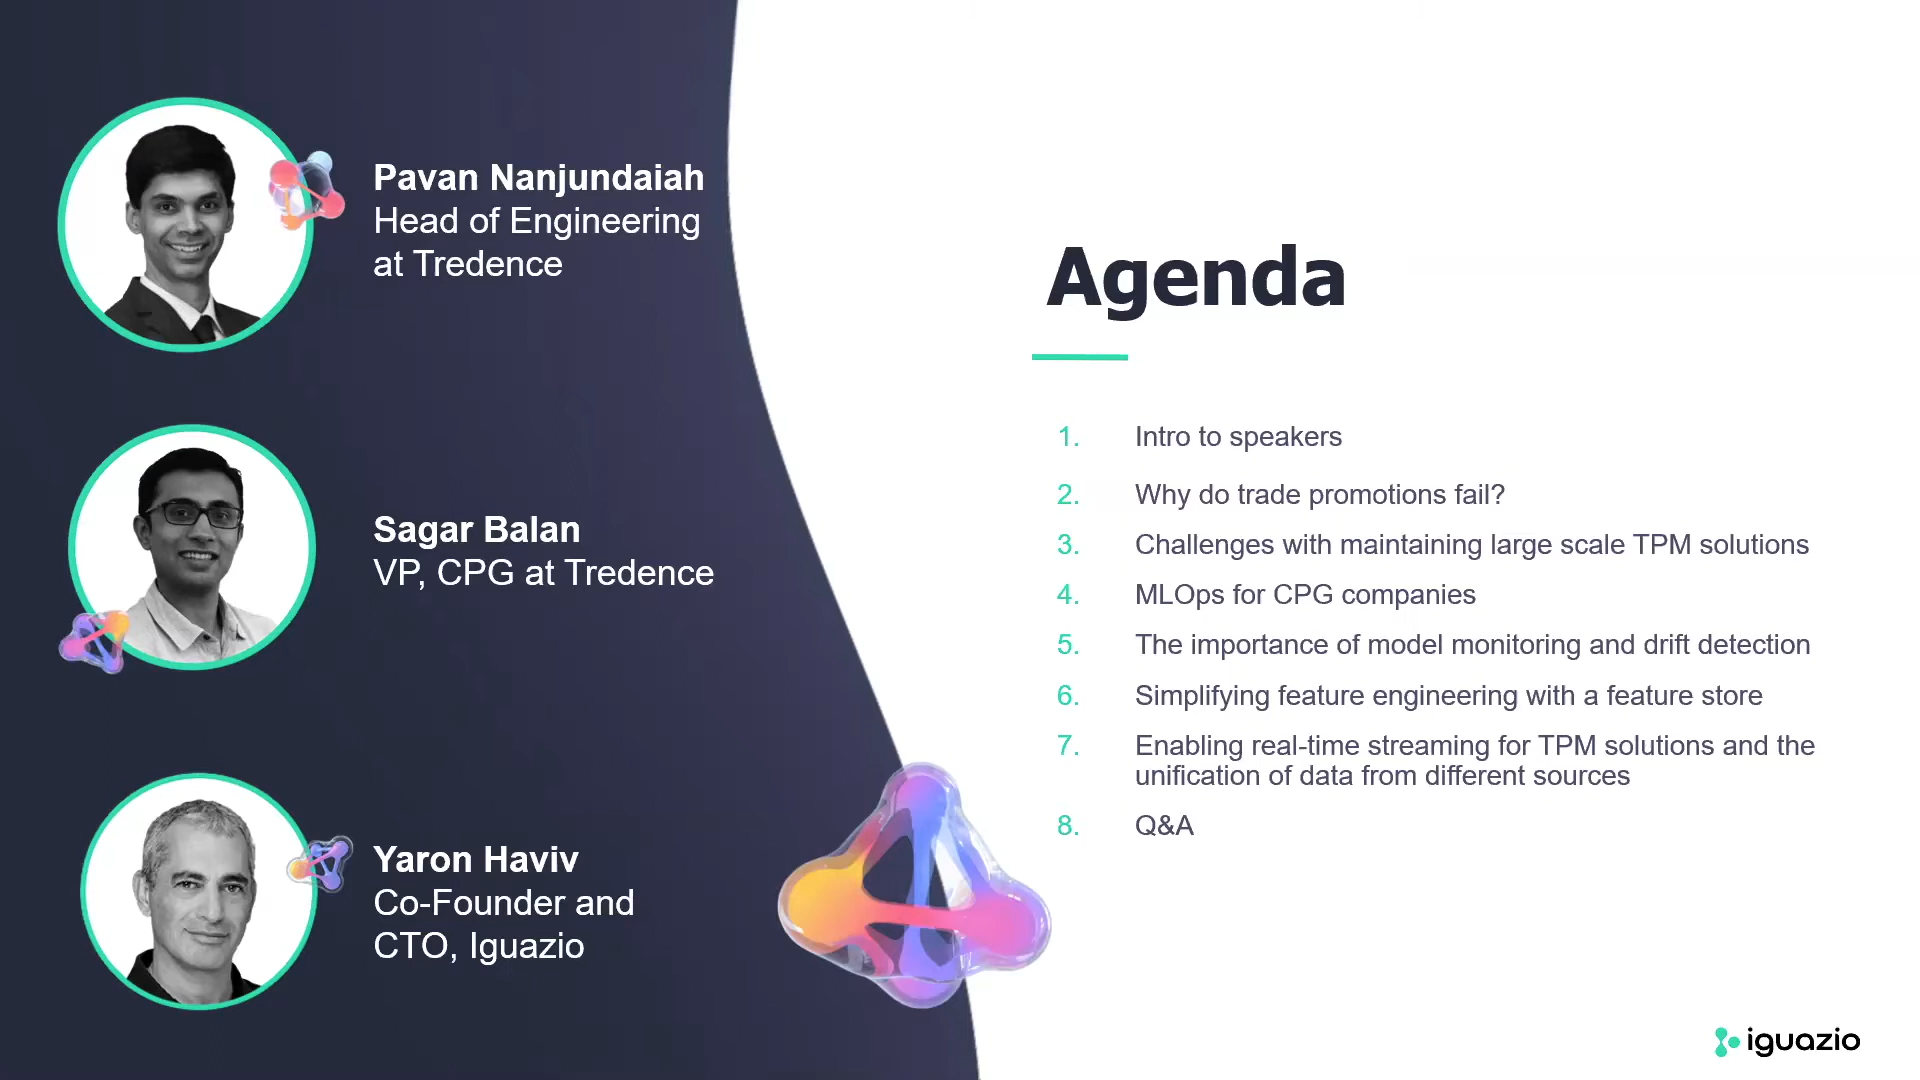 Pavan Nanjundaiah
Head of Engineering
at Tredence
Sagar Balan
VP, CPG at Tredence
Yaron Haviv
Co-Founder and
CTO, Iguazio
Agenda
1. Intro to speakers
2. Why do trade promotions fail?
3. Challenges with maintaining large scale TPM solutions
4. MLOps for CPG companies
5. The importance of model monitoring and drift detection
6. Simplifying feature engineering with a feature store
7. Enabling real-time streaming for TPM solutions and the
unification of data from different sources
8. Q&A
iguazio